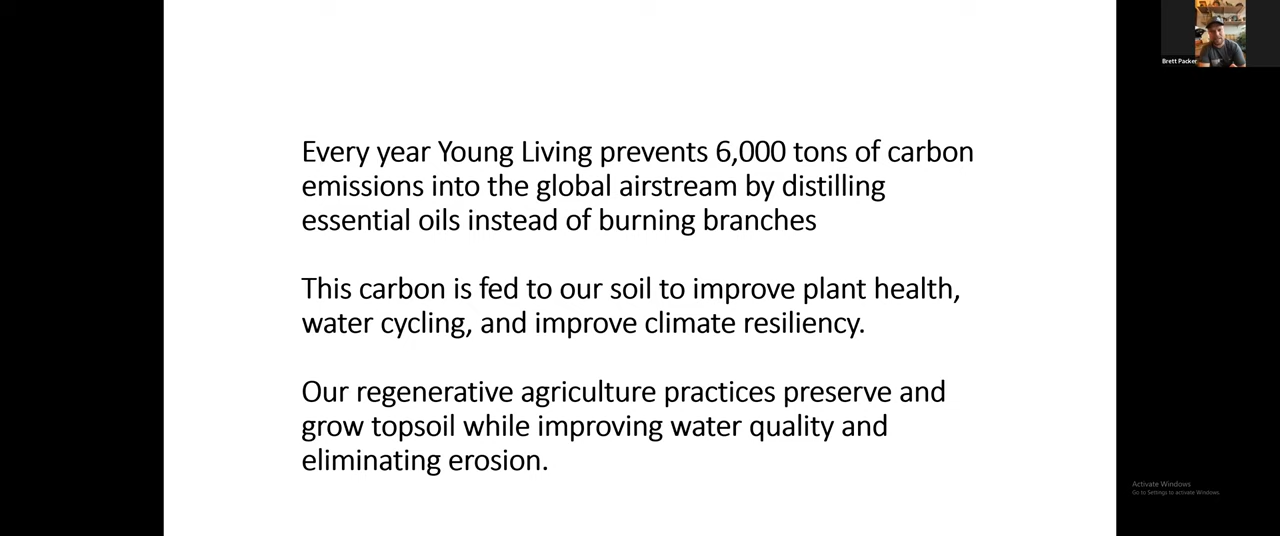 Every year Young Living prevents 6,000 tons of carbon
emissions into the global airstream by distilling
essential oils instead of burning branches
This carbon is fed to our soil to improve plant health,
water cycling, and improve climate resiliency.
Our regenerative agriculture practices preserve and
grow topsoil while improving water quality and
eliminating erosion.
Brett Packer
Activate Windows
Go to Settings to activate Windows.